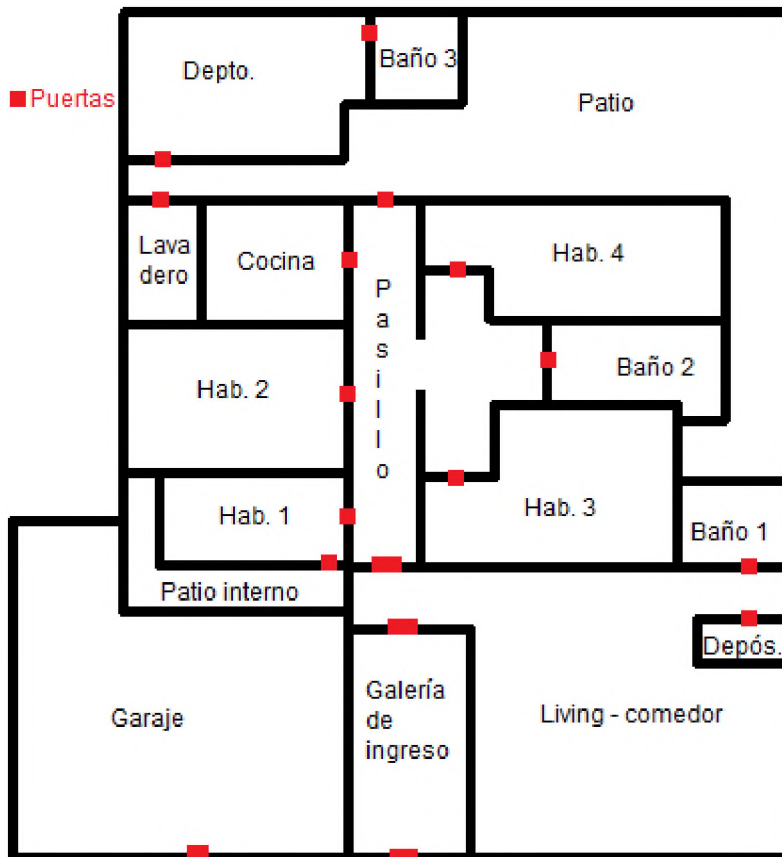 Depto.
Baño 3
Puertas
Patio
Lava
dero
Cocina
Hab. 4
P
a
s
i
l
l
o
Hab. 2
Baño 2
Hab. 1
Hab. 3
Baño 1
Patio interno
Depós.
Galería
de
ingreso
Garaje
Living - comedor